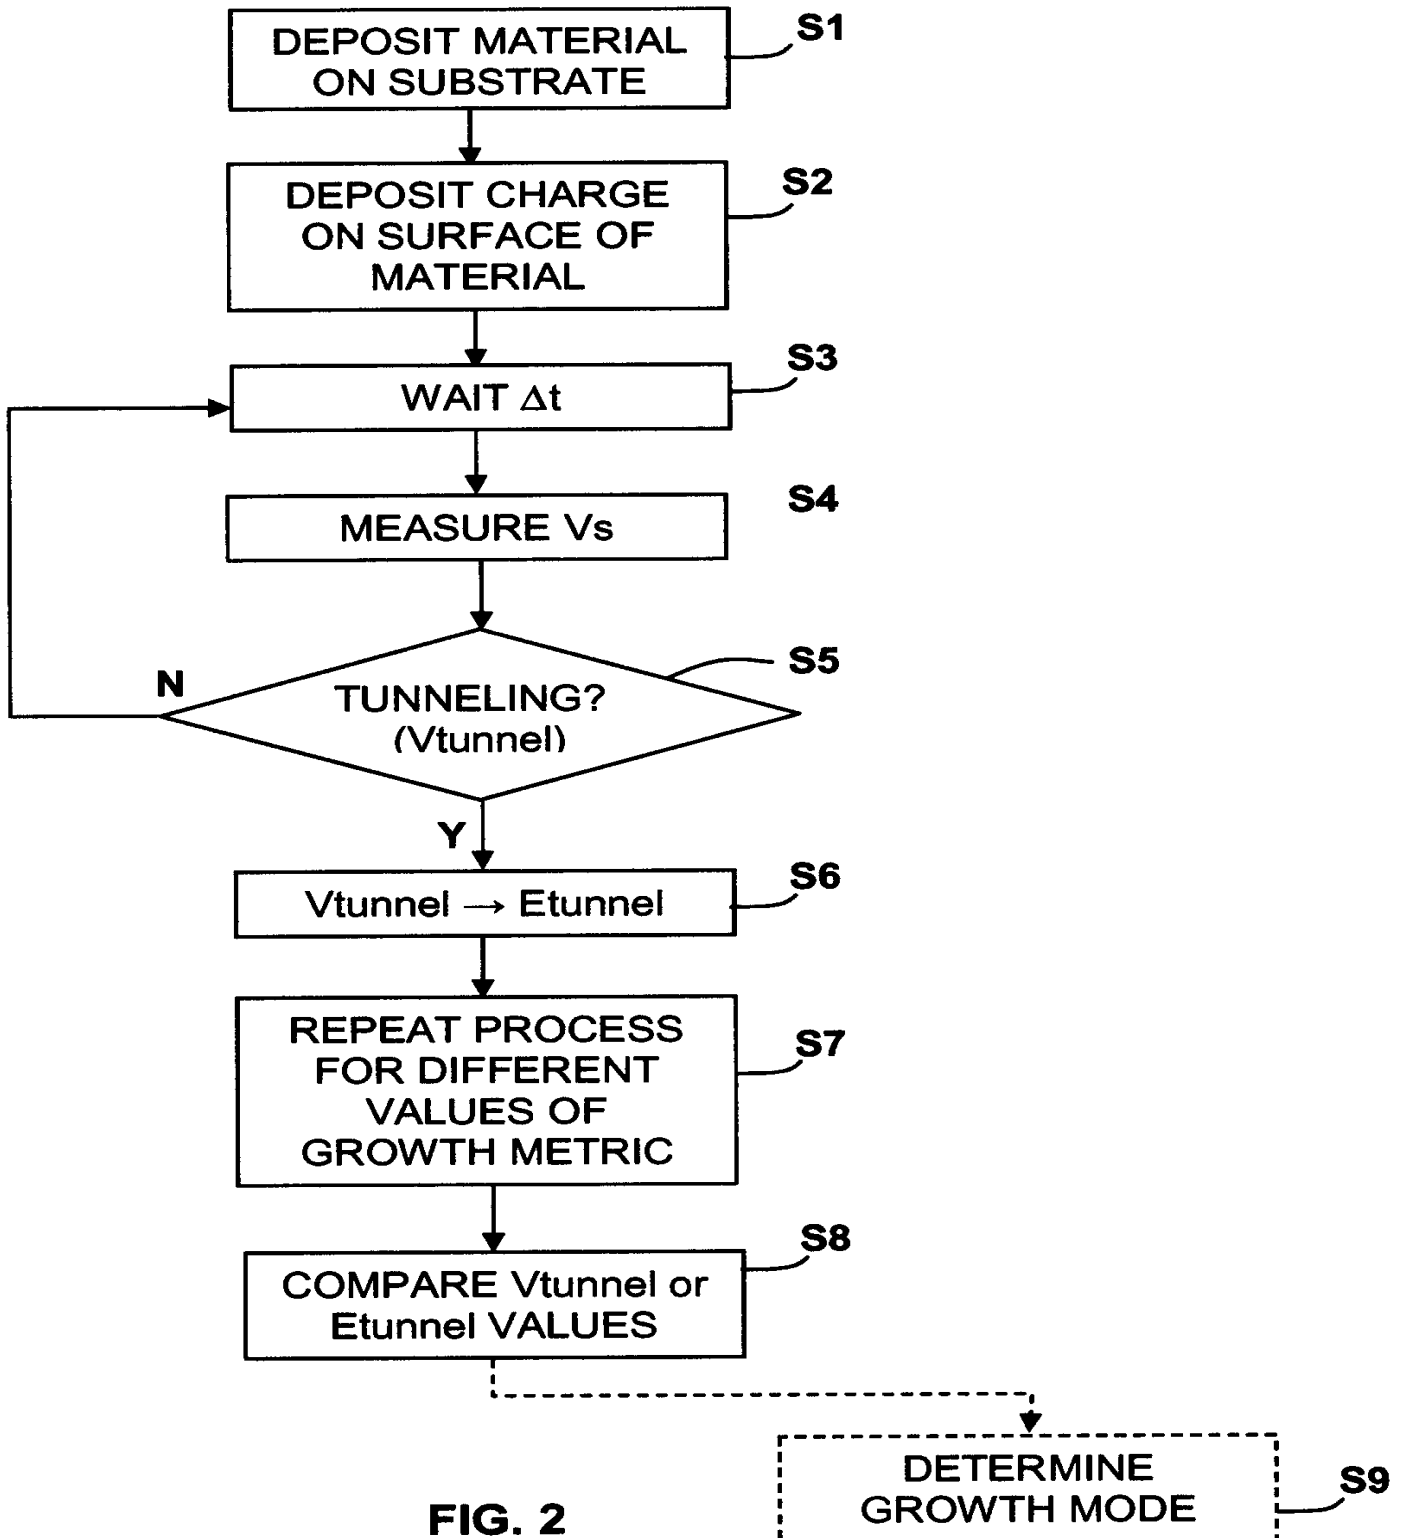 DEPOSIT MATERIAL
ON SUBSTRATE
S1
DEPOSIT CHARGE
ON SURFACE OF
MATERIAL
S2
WAIT Δt
S3
MEASURE Vs
S4
TUNNELING?
(Vtunnel)
S5
N
Y
Vtunnel → Etunnel
S6
REPEAT PROCESS
FOR DIFFERENT
VALUES OF
GROWTH METRIC
S7
COMPARE Vtunnel or
Etunnel VALUES
S8
DETERMINE
GROWTH MODE
S9
FIG. 2